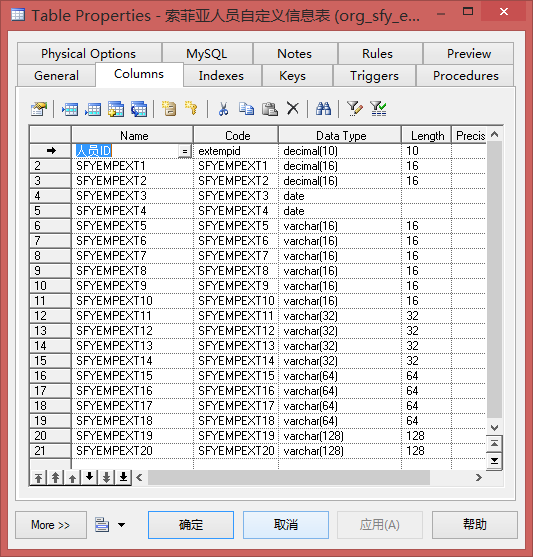 Table Properties - 索菲亚人员自定义信息表 (org_sfy_e...
Physical Options MySQL Notes Rules Preview
General Columns Indexes Keys Triggers Procedures
Name Code Data Type Length Precis
人员ID = extempid decimal(10) 10
2 SFYEMPEXT1 SFYEMPEXT1 decimal(16) 16
3 SFYEMPEXT2 SFYEMPEXT2 decimal(16) 16
4 SFYEMPEXT3 SFYEMPEXT3 date
5 SFYEMPEXT4 SFYEMPEXT4 date
6 SFYEMPEXT5 SFYEMPEXT5 varchar(16) 16
7 SFYEMPEXT6 SFYEMPEXT6 varchar(16) 16
8 SFYEMPEXT7 SFYEMPEXT7 varchar(16) 16
9 SFYEMPEXT8 SFYEMPEXT8 varchar(16) 16
10 SFYEMPEXT9 SFYEMPEXT9 varchar(16) 16
11 SFYEMPEXT10 SFYEMPEXT10 varchar(16) 16
12 SFYEMPEXT11 SFYEMPEXT11 varchar(32) 32
13 SFYEMPEXT12 SFYEMPEXT12 varchar(32) 32
14 SFYEMPEXT13 SFYEMPEXT13 varchar(32) 32
15 SFYEMPEXT14 SFYEMPEXT14 varchar(32) 32
16 SFYEMPEXT15 SFYEMPEXT15 varchar(64) 64
17 SFYEMPEXT16 SFYEMPEXT16 varchar(64) 64
18 SFYEMPEXT17 SFYEMPEXT17 varchar(64) 64
19 SFYEMPEXT18 SFYEMPEXT18 varchar(64) 64
20 SFYEMPEXT19 SFYEMPEXT19 varchar(128) 128
21 SFYEMPEXT20 SFYEMPEXT20 varchar(128) 128
More >> 确定 取消 应用(A) 帮助